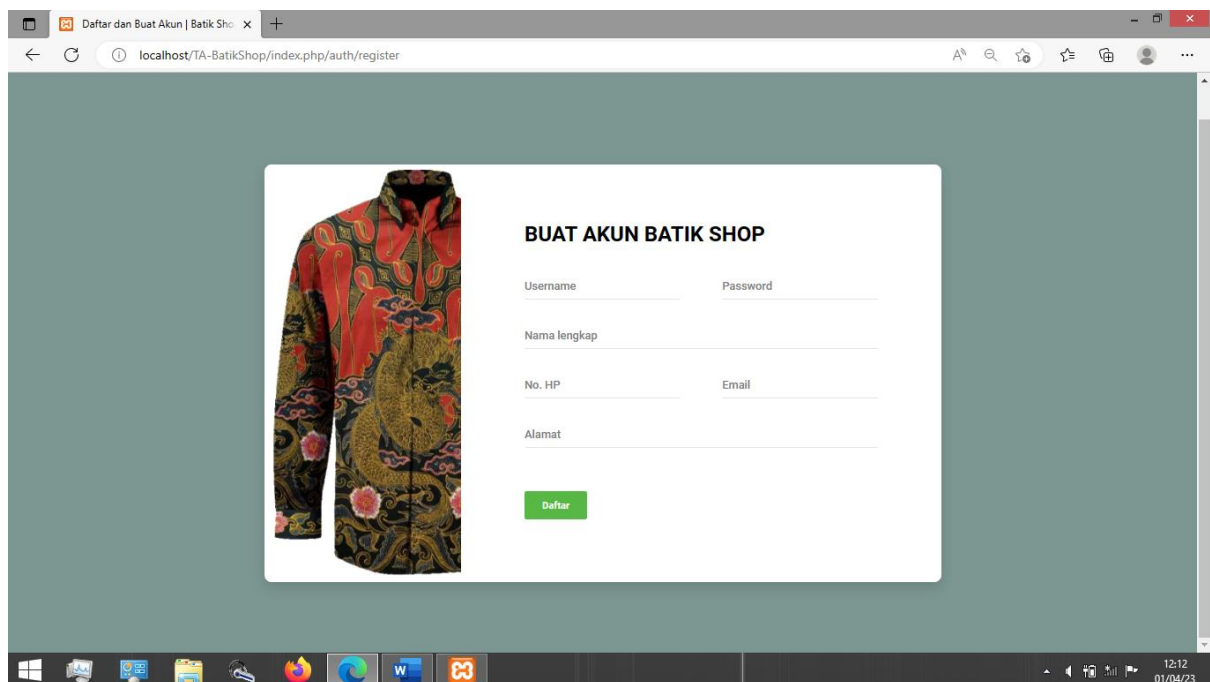 Daftar dan Buat Akun | Batik Sho
localhost/TA-BatikShop/index.php/auth/register
BUAT AKUN BATIK SHOP
Username Password
Nama lengkap
No. HP Email
Alamat
Daftar
12:12
01/04/23